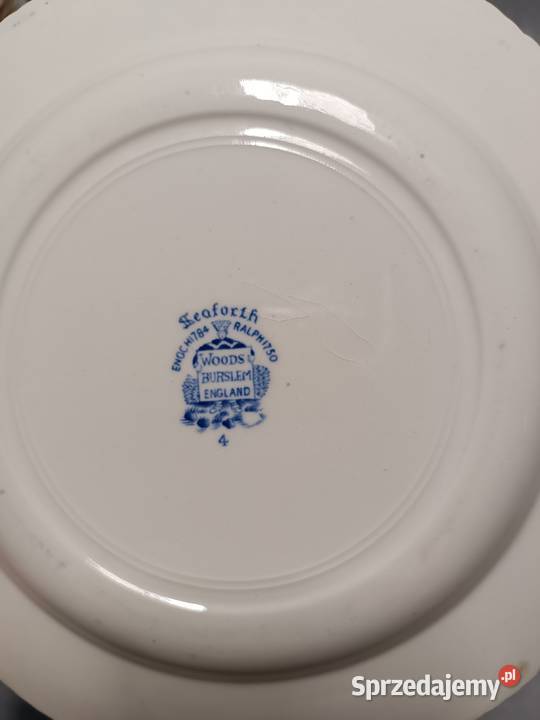 Seaforth
ENOCH 1784 RALPH 1750
WOODS
BURSLEM
ENGLAND
4
Sprzedajemy.pl